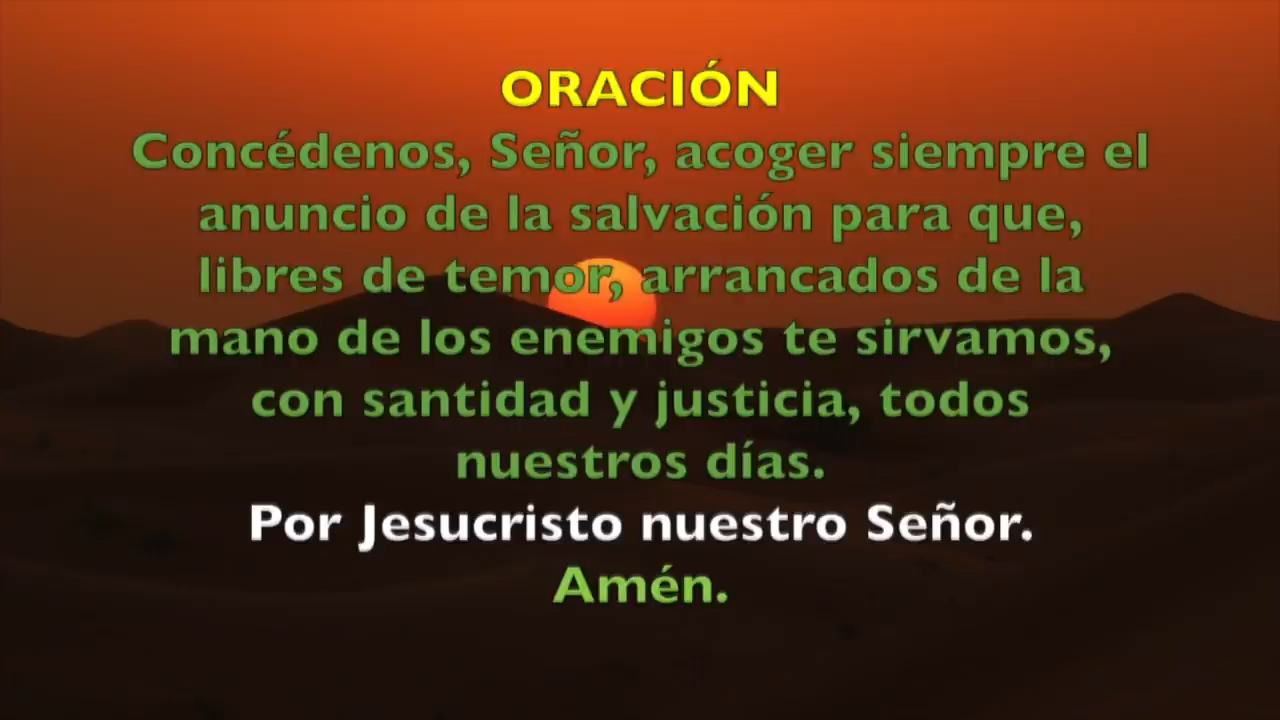 ORACIÓN
Concédenos, Señor, acoger siempre el
anuncio de la salvación para que,
libres de temor, arrancados de la
mano de los enemigos te sirvamos,
con santidad y justicia, todos
nuestros días.
Por Jesucristo nuestro Señor.
Amén.